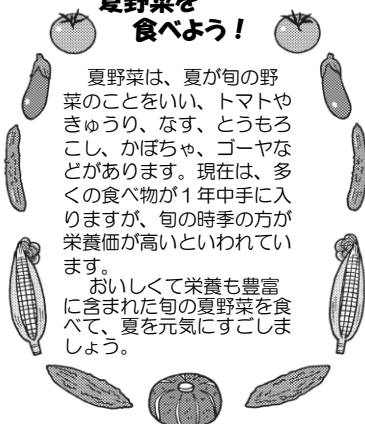 夏野菜を
食べよう！
夏野菜は、夏が旬の野
菜のことをいい、トマトや
きゅうり、なす、とうもろ
こし、かぼちゃ、ゴーヤな
どがあります。現在は、多
くの食べ物が１年中手に入
りますが、旬の時季の方が
栄養価が高いといわれてい
ます。
おいしくて栄養も豊富
に含まれた旬の夏野菜を食
べて、夏を元気にすごしま
しょう。